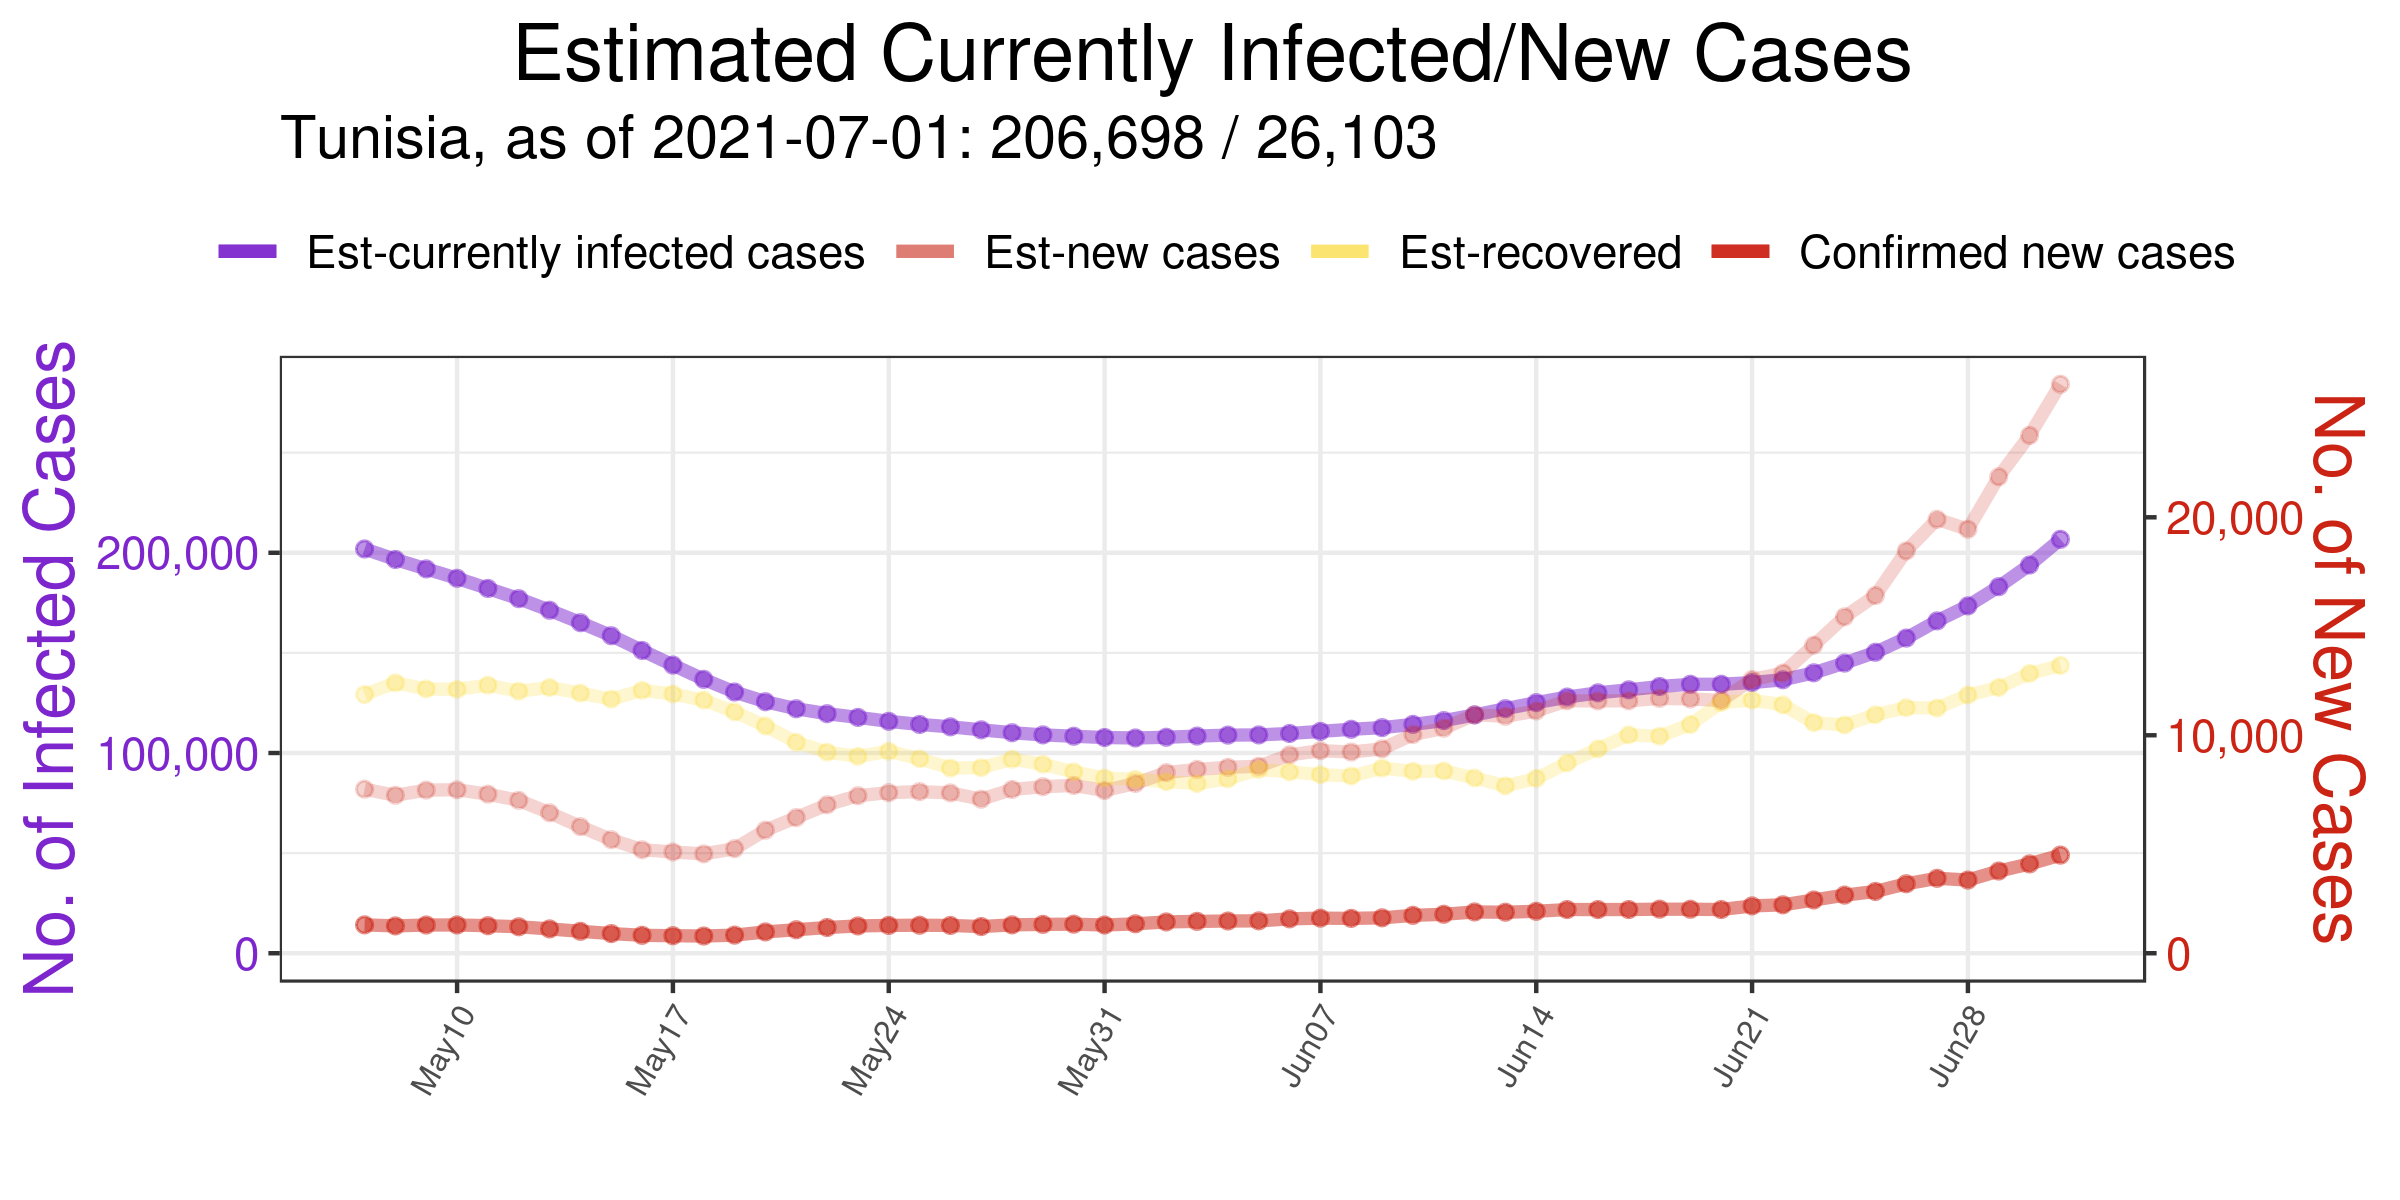 Estimated Currently Infected/New Cases
Tunisia, as of 2021-07-01: 206,698 / 26,103
Est-currently infected cases Est-new cases Est-recovered Confirmed new cases
No. of Infected Cases
200,000
100,000
0
20,000
10,000
0
No. of New Cases
May10 May17 May24 May31 Jun07 Jun14 Jun21 Jun28